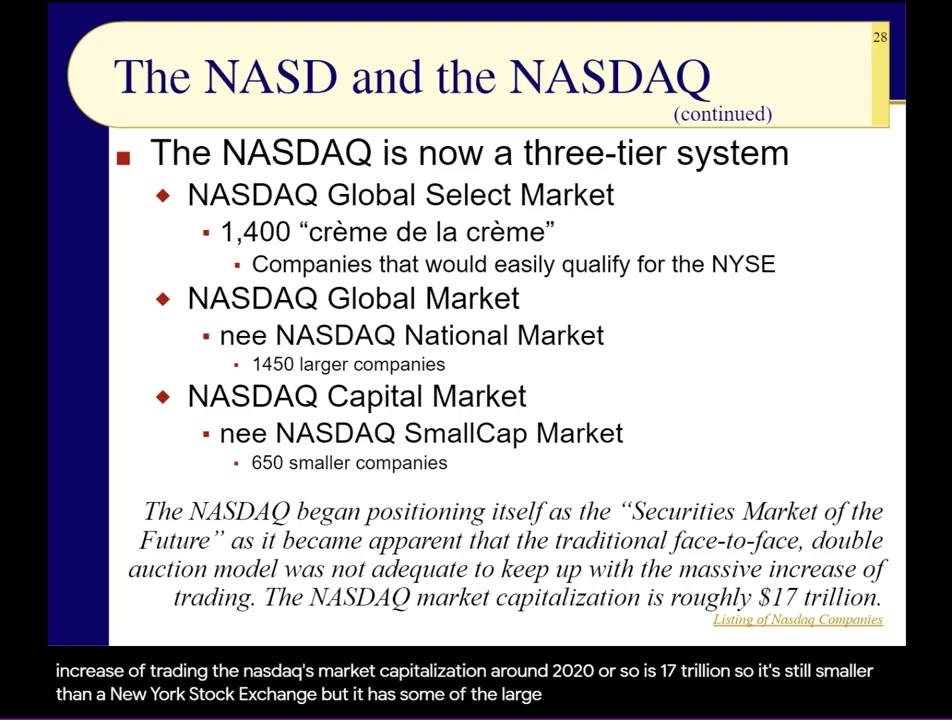 28
The NASD and the NASDAQ
(continued)
The NASDAQ is now a three-tier system
NASDAQ Global Select Market
1,400 “crème de la crème”
Companies that would easily qualify for the NYSE
NASDAQ Global Market
nee NASDAQ National Market
1450 larger companies
NASDAQ Capital Market
nee NASDAQ SmallCap Market
650 smaller companies
The NASDAQ began positioning itself as the “Securities Market of the
Future” as it became apparent that the traditional face-to-face, double
auction model was not adequate to keep up with the massive increase of
trading. The NASDAQ market capitalization is roughly $17 trillion.
Listing of Nasdaq Companies
increase of trading the nasdaq's market capitalization around 2020 or so is 17 trillion so it's still smaller
than a New York Stock Exchange but it has some of the large